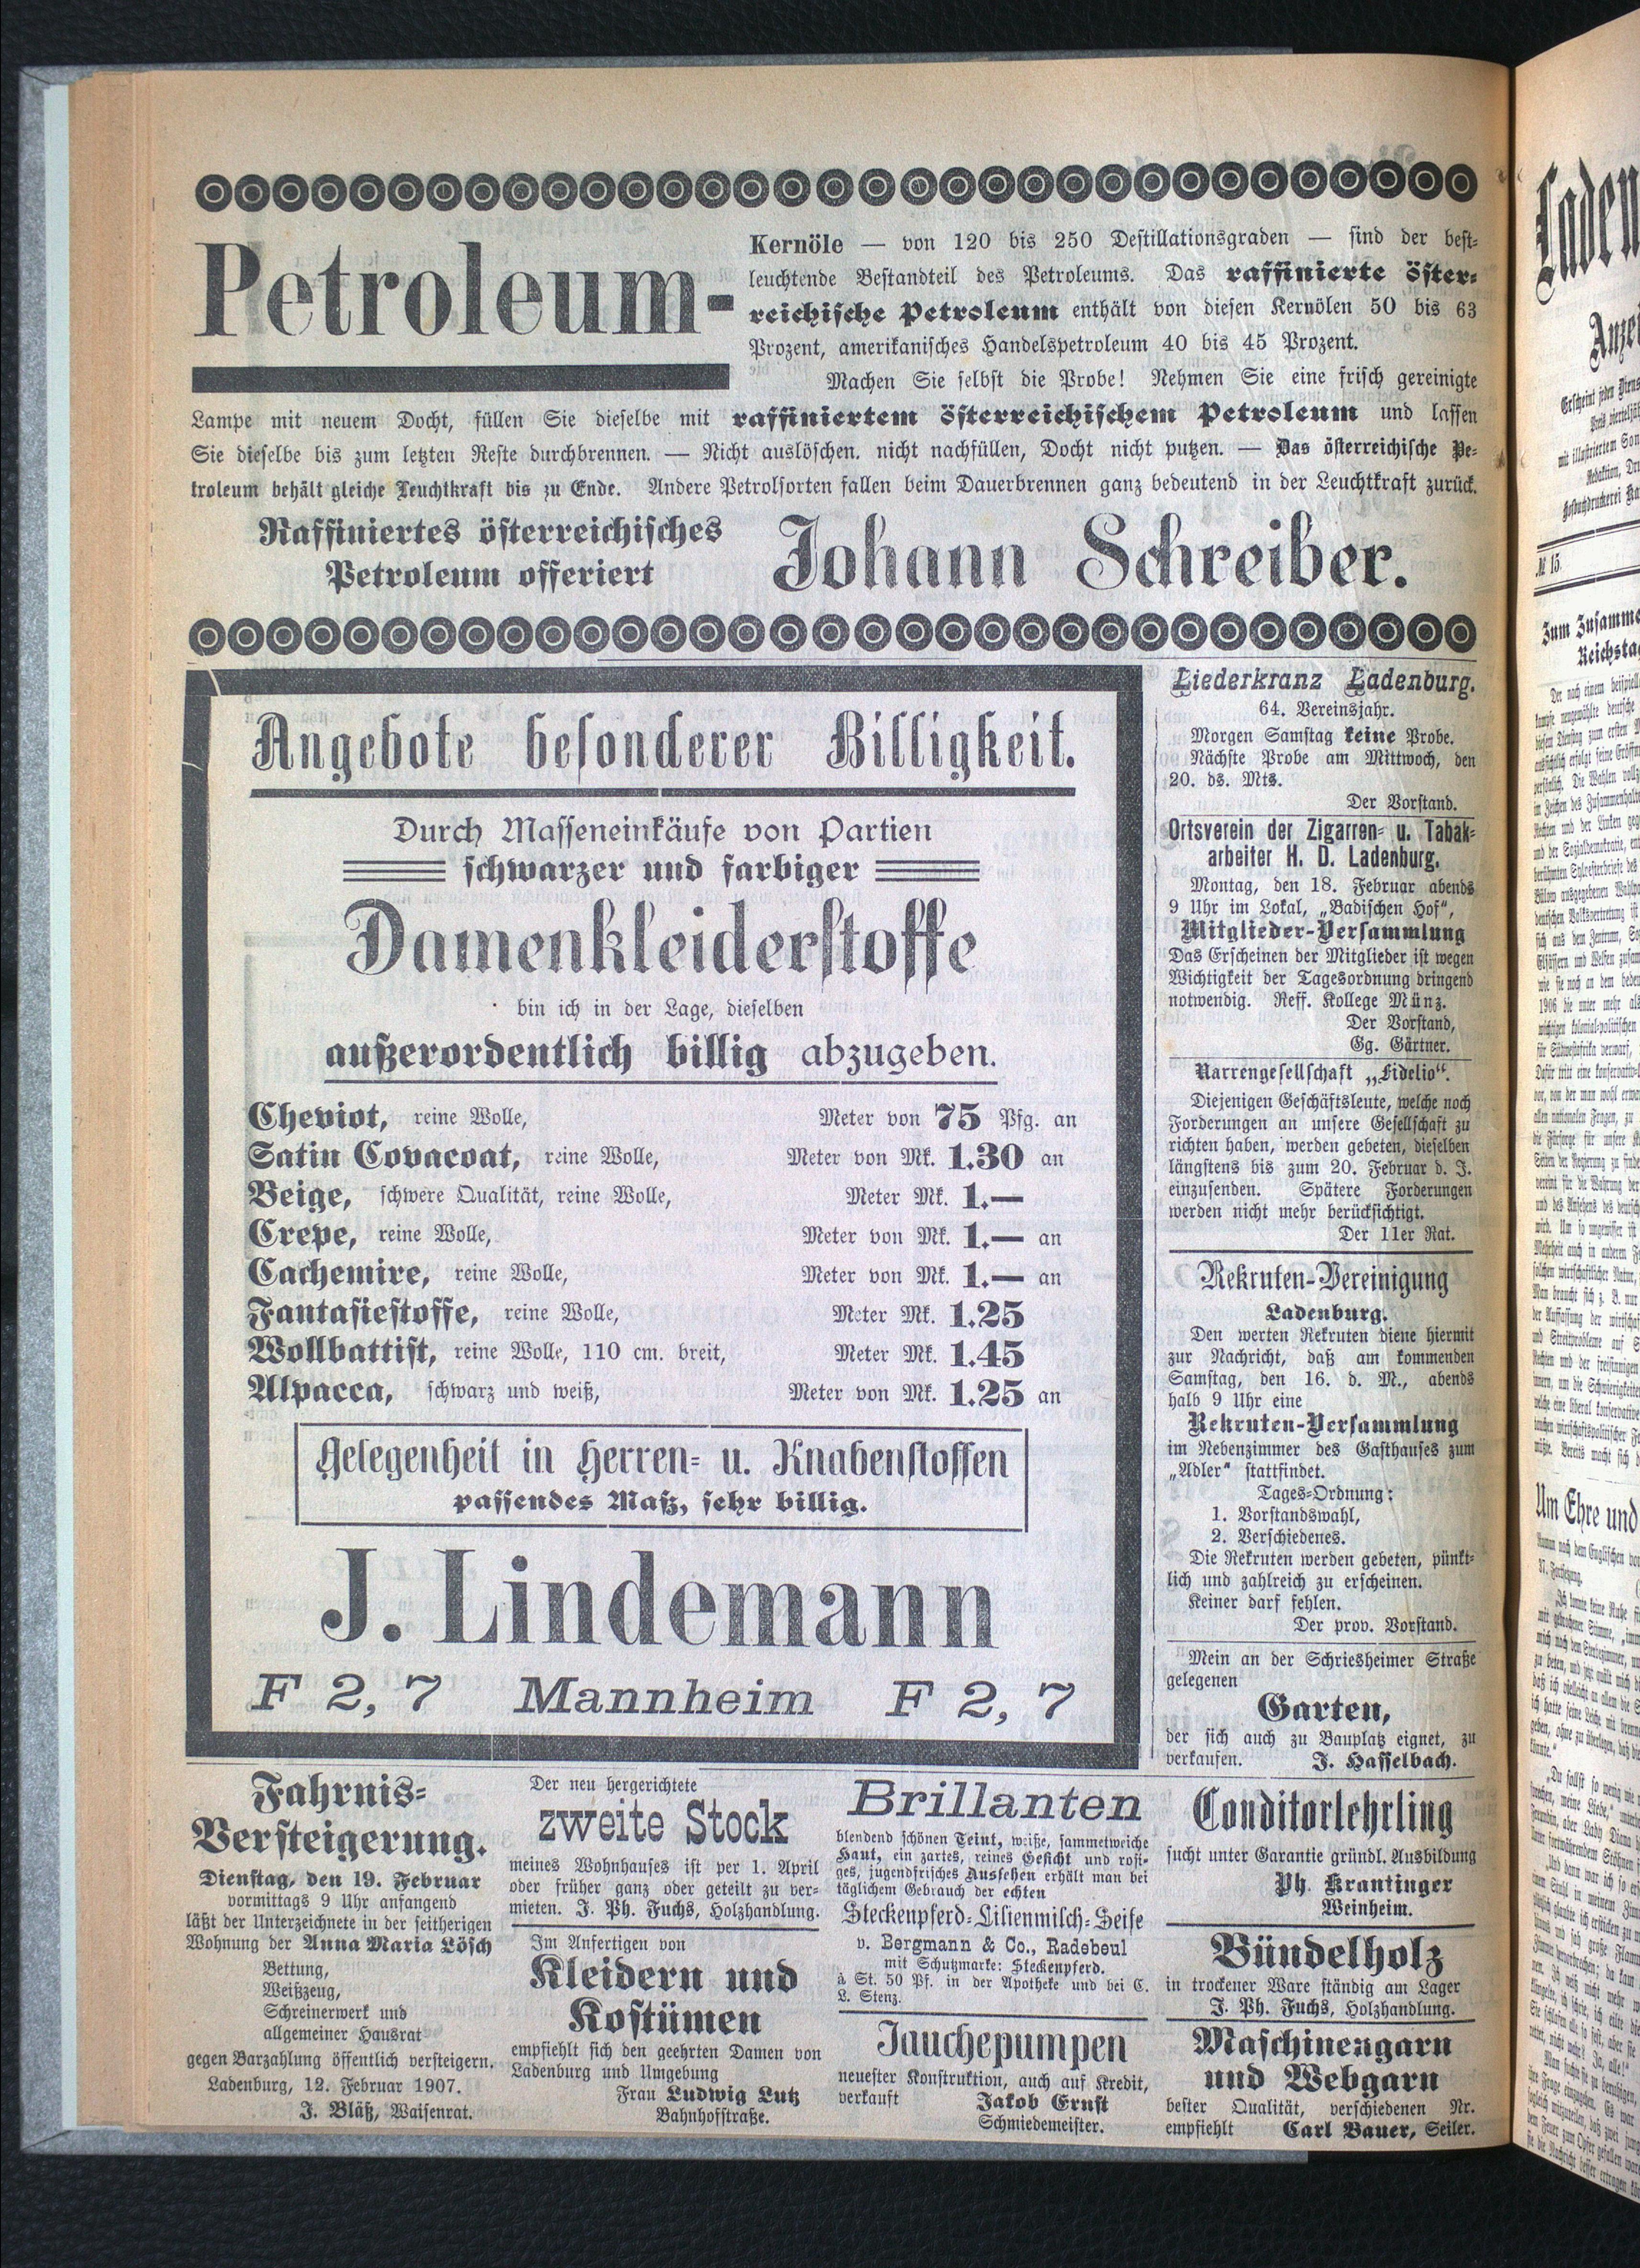 Petroleum-
Kernöle — von 120 bis 250 Destillationsgraden — sind der best-
leuchtende Bestandteil des Petroleums. Das raffinierte öster-
reichische Petroleum enthält von diesen Kernölen 50 bis 63
Prozent, amerikanisches Handelspetroleum 40 bis 45 Prozent.
Machen Sie selbst die Probe! Nehmen Sie eine frisch gereinigte
Lampe mit neuem Docht, füllen Sie dieselbe mit raffiniertem österreichischem Petroleum und lassen
Sie dieselbe bis zum letzten Reste durchbrennen. — Nicht auslöschen. nicht nachfüllen, Docht nicht putzen. — Das österreichische Pe-
troleum behält gleiche Leuchtkraft bis zu Ende. Andere Petrolsorten fallen beim Dauerbrennen ganz bedeutend in der Leuchtkraft zurück.
Raffiniertes österreichisches
Petroleum offeriert
Johann Schreiber.
Angebote besonderer Billigkeit.
Durch Masseneinkäufe von Partien
schwarzer und farbiger
Damenkleiderstoffe
bin ich in der Lage, dieselben
außerordentlich billig abzugeben.
Cheviot, reine Wolle, Meter von 75 Pfg. an
Satin Covacoat, reine Wolle, Meter von Mk. 1.30 an
Beige, schwere Qualität, reine Wolle, Meter Mk. 1.—
Crepe, reine Wolle, Meter von Mk. 1.— an
Cachemire, reine Wolle, Meter von Mk. 1.— an
Fantasiestoffe, reine Wolle, Meter Mk. 1.25
Wollbattist, reine Wolle, 110 cm. breit, Meter Mk. 1.45
Alpacca, schwarz und weiß, Meter von Mk. 1.25 an
Gelegenheit in Herren- u. Knabenstoffen
passendes Maß, sehr billig.
J. Lindemann
F 2, 7 Mannheim F 2, 7
Liederkranz Ladenburg.
64. Vereinsjahr.
Morgen Samstag keine Probe.
Nächste Probe am Mittwoch, den
20. ds. Mts.
Der Vorstand.
Ortsverein der Zigarren- u. Tabak-
arbeiter H. D. Ladenburg.
Montag, den 18. Februar abends
9 Uhr im Lokal, „Badischen Hof“,
Mitglieder-Versammlung
Das Erscheinen der Mitglieder ist wegen
Wichtigkeit der Tagesordnung dringend
notwendig. Reff. Kollege Münz.
Der Vorstand,
Gg. Gärtner.
Narrengesellschaft „Fidelio“.
Diejenigen Geschäftsleute, welche noch
Forderungen an unsere Gesellschaft zu
richten haben, werden gebeten, dieselben
längstens bis zum 20. Februar d. J.
einzusenden. Spätere Forderungen
werden nicht mehr berücksichtigt.
Der 11er Rat.
Rekruten-Vereinigung
Ladenburg.
Den werten Rekruten diene hiermit
zur Nachricht, daß am kommenden
Samstag, den 16. d. M., abends
halb 9 Uhr eine
Rekruten-Versammlung
im Nebenzimmer des Gasthauses zum
„Adler“ stattfindet.
Tages-Ordnung:
1. Vorstandswahl,
2. Verschiedenes.
Die Rekruten werden gebeten, pünkt-
lich und zahlreich zu erscheinen.
Keiner darf fehlen.
Der prov. Vorstand.
Mein an der Schriesheimer Straße
gelegenen
Garten,
der sich auch zu Bauplatz eignet, zu
verkaufen. J. Hasselbach.
Fahrnis-
Versteigerung.
Dienstag, den 19. Februar
vormittags 9 Uhr anfangend
läßt der Unterzeichnete in der seitherigen
Wohnung der Anna Maria Lösch
Bettung,
Weißzeug,
Schreinerwerk und
allgemeiner Hausrat
gegen Barzahlung öffentlich versteigern.
Ladenburg, 12. Februar 1907.
J. Bläß, Waisenrat.
Der neu hergerichtete
zweite Stock
meines Wohnhauses ist per 1. April
oder früher ganz oder geteilt zu ver-
mieten. J. Ph. Fuchs, Holzhandlung.
Im Anfertigen von
Kleidern und
Kostümen
empfiehlt sich den geehrten Damen von
Ladenburg und Umgebung
Frau Ludwig Lutz
Bahnhofstraße.
Brillanten
blendend schönen Teint, weiße, sammetweiche
Haut, ein zartes, reines Gesicht und rosi-
ges, jugendfrisches Aussehen erhält man bei
täglichem Gebrauch der echten
Steckenpferd-Lilienmilch-Seife
v. Bergmann & Co., Radebeul
mit Schutzmarke: Steckenpferd.
à St. 50 Pf. in der Apotheke und bei C.
L. Stenz.
Jauchepumpen
neuester Konstruktion, auch auf Kredit,
verkauft Jakob Ernst
Schmiedemeister.
Conditorlehrling
sucht unter Garantie gründl. Ausbildung
Ph. Krantinger
Weinheim.
Bündelholz
in trockener Ware ständig am Lager
J. Ph. Fuchs, Holzhandlung.
Maschinengarn
und Webgarn
bester Qualität, verschiedenen Nr.
empfiehlt Carl Bauer, Seiler.
Laden
№ 15.
Um Ehre und